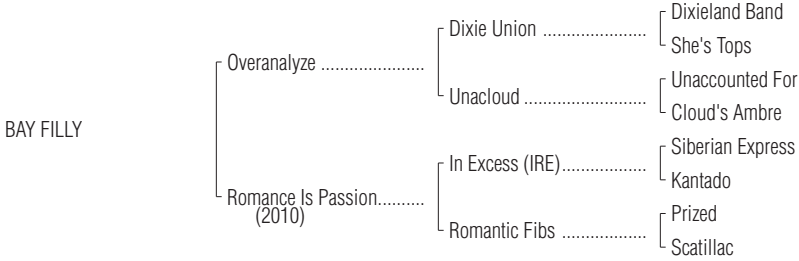 Dixieland Band
Dixie Union ......................
She's Tops
Overanalyze ......................
Unaccounted For
Unacloud ..........................
Cloud's Ambre
BAY FILLY
Siberian Express
In Excess (IRE)..................
Kantado
Romance Is Passion..........
(2010)
Prized
Romantic Fibs ..................
Scatillac